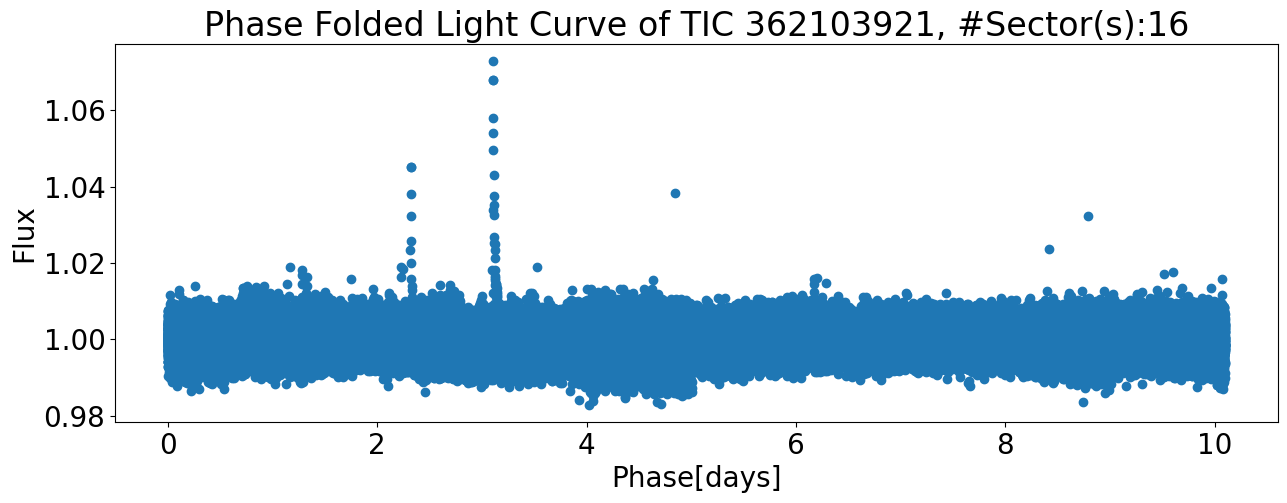 Phase Folded Light Curve of TIC 362103921, #Sector(s):16
1.06
1.04
1.02
1.00
0.98
Flux
0 2 4 6 8 10
Phase[days]